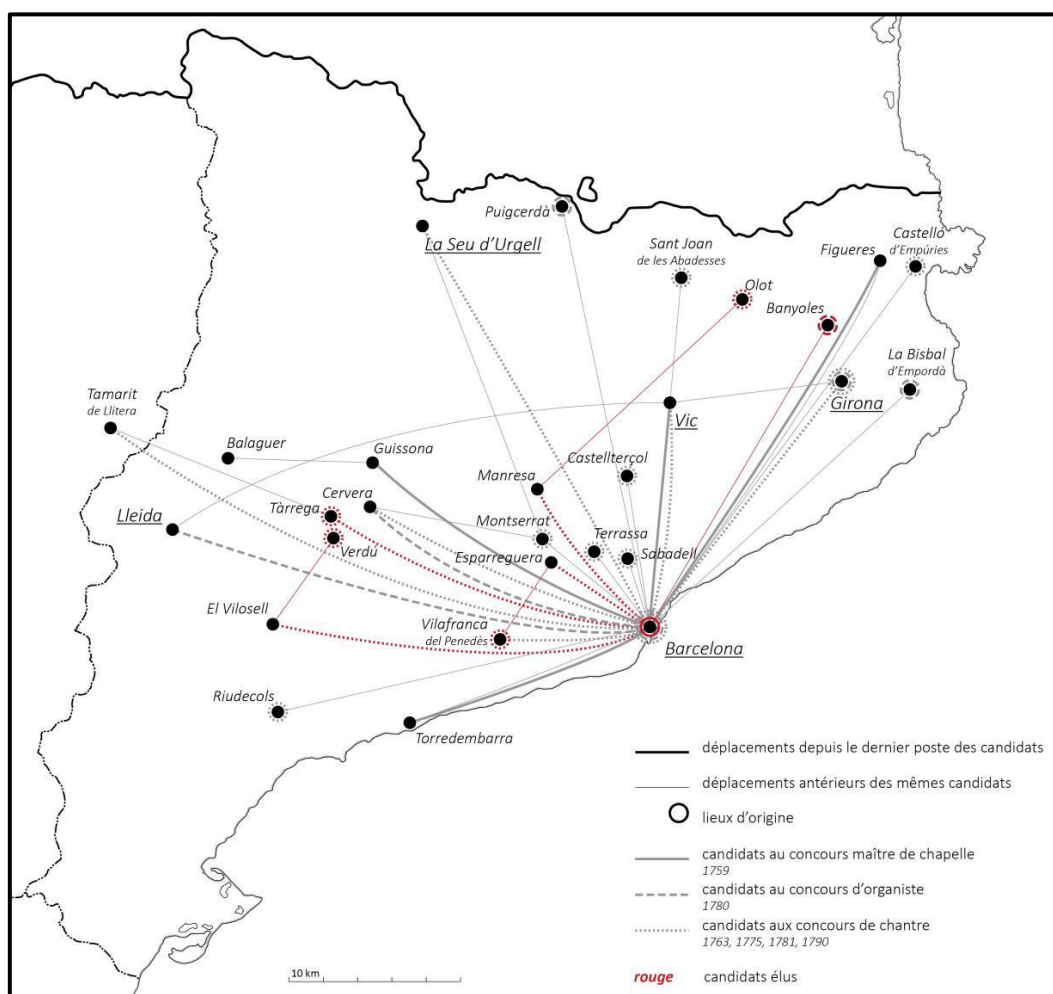 Puigcerdà
La Seu d'Urgell
Sant Joan
de les Abadesses
Figueres
Castelló
d'Empúries
Olot
Banyoles
La Bisbal
d'Empordà
Girona
Tamarit
de Llitera
Vic
Balaguer
Guissona
Castellterçol
Manresa
Cervera
Tàrrega
Lleida
Montserrat
Terrassa
Verdú
Esparreguera
Sabadell
El Vilosell
Vilafranca
del Penedès
Barcelona
Riudecols
Torredembarra
déplacements depuis le dernier poste des candidats
déplacements antérieurs des mêmes candidats
lieux d'origine
candidats au concours maître de chapelle
1759
candidats au concours d'organiste
1780
candidats aux concours de chantre
1763, 1775, 1781, 1790
rouge candidats élus
10 km